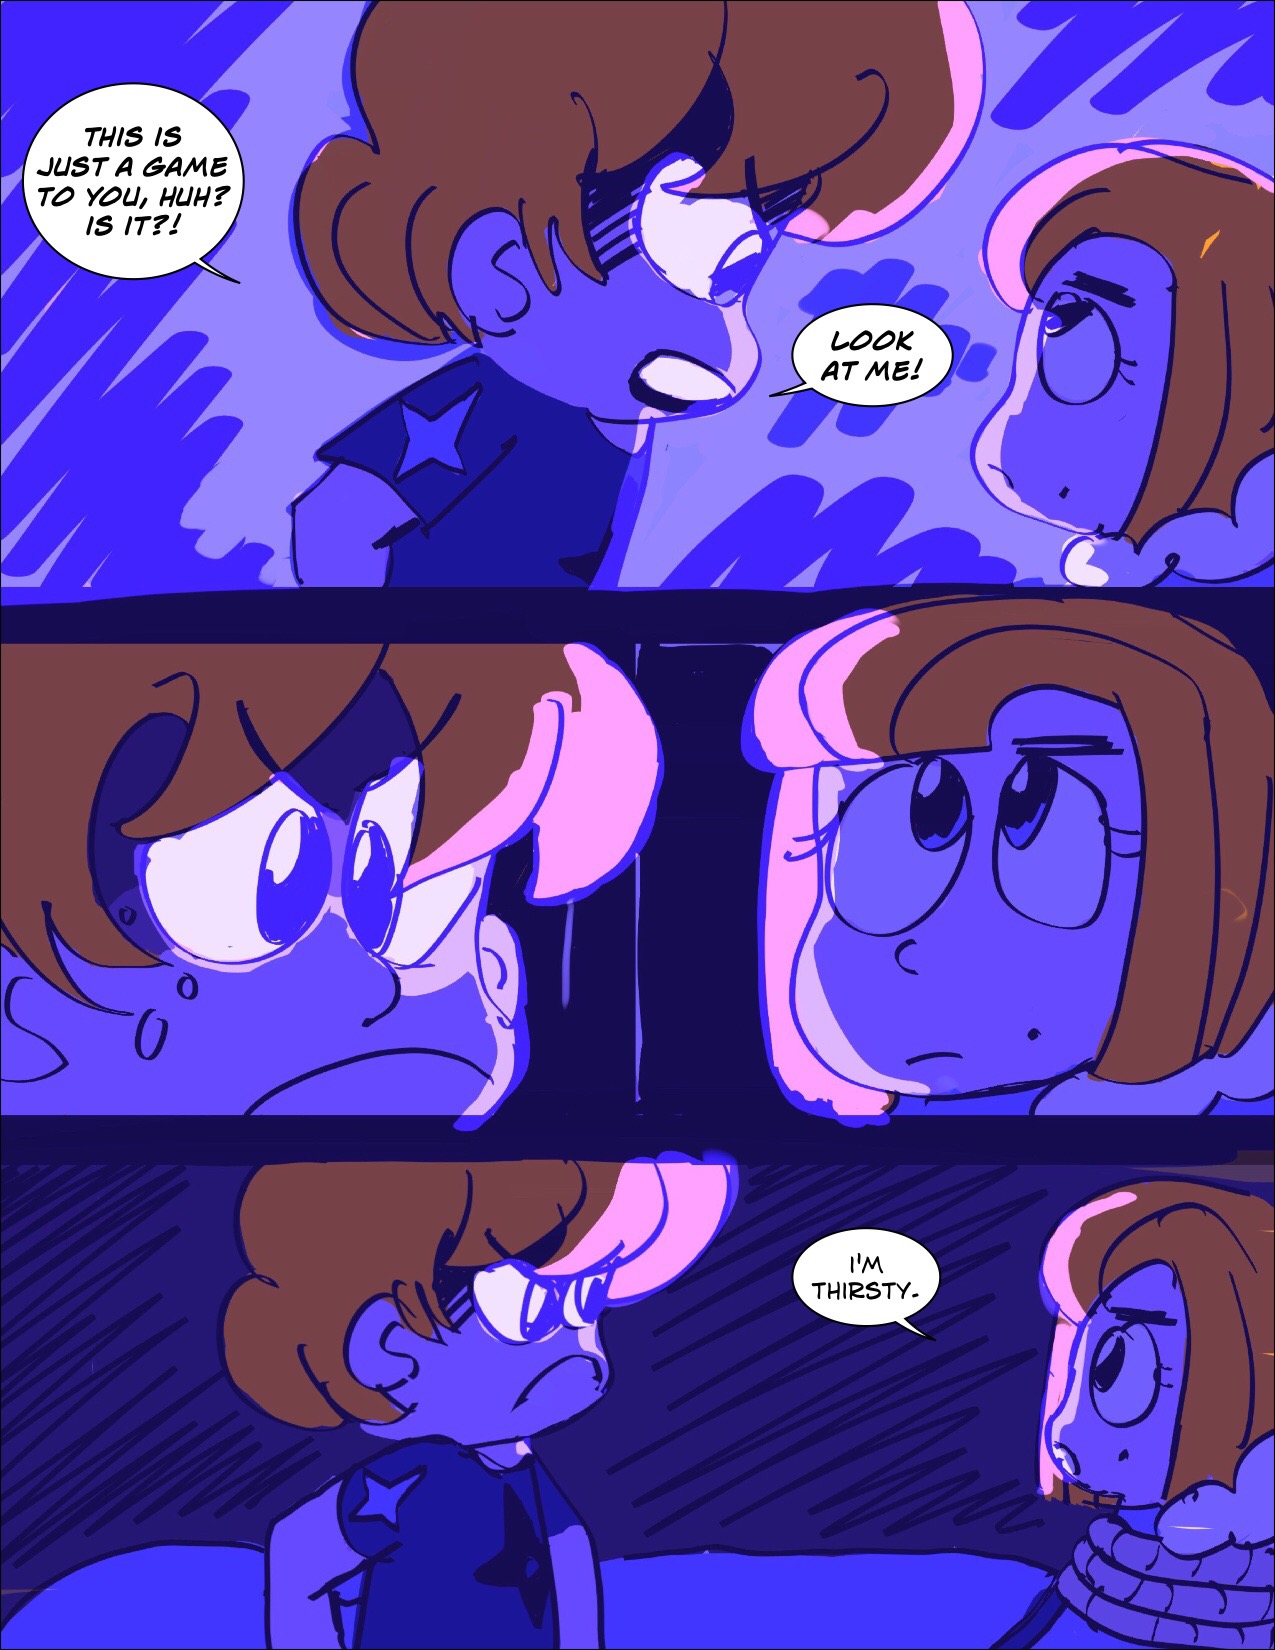 THIS IS
JUST A GAME
TO YOU, HUH?
IS IT?!
LOOK
AT ME!
I'M
THIRSTY.